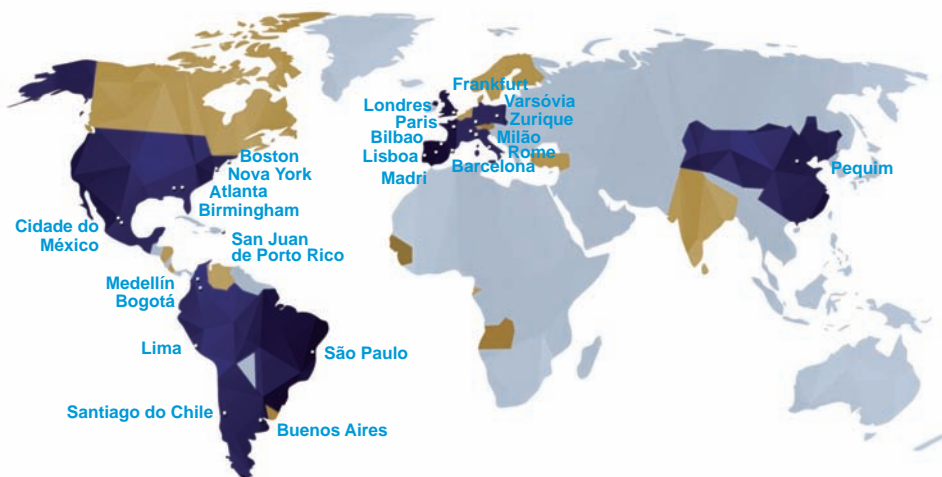 Frankfurt
Londres
Varsóvia
Paris
Zurique
Bilbao
Milão
Lisboa
Rome
Madri
Barcelona
Boston
Nova York
Atlanta
Birmingham
Pequim
Cidade do
México
San Juan
de Porto Rico
Medellín
Bogotá
Lima
São Paulo
Santiago do Chile
Buenos Aires